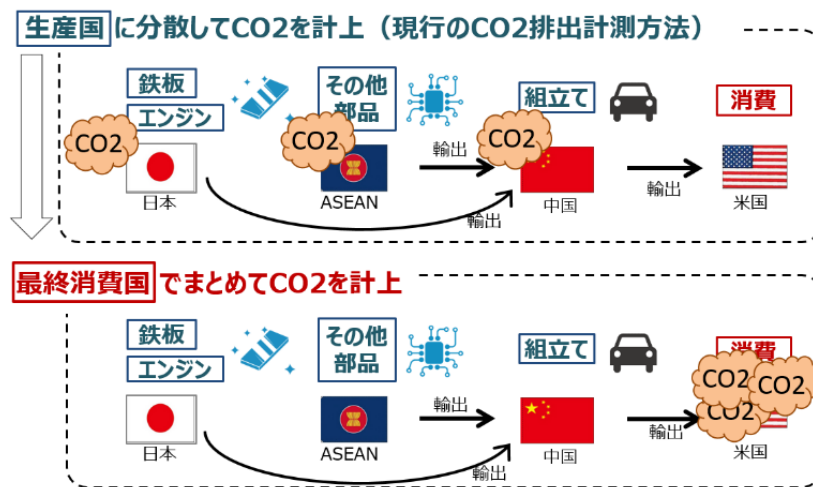 生産国に分散してCO2を計上（現行のCO2排出計測方法）
鉄板
エンジン
その他
部品
組立て
消費
CO2
CO2
CO2
輸出
輸出
輸出
日本
ASEAN
中国
米国
最終消費国でまとめてCO2を計上
鉄板
エンジン
その他
部品
組立て
消費
CO2
CO2
CO2
輸出
輸出
輸出
日本
ASEAN
中国
米国